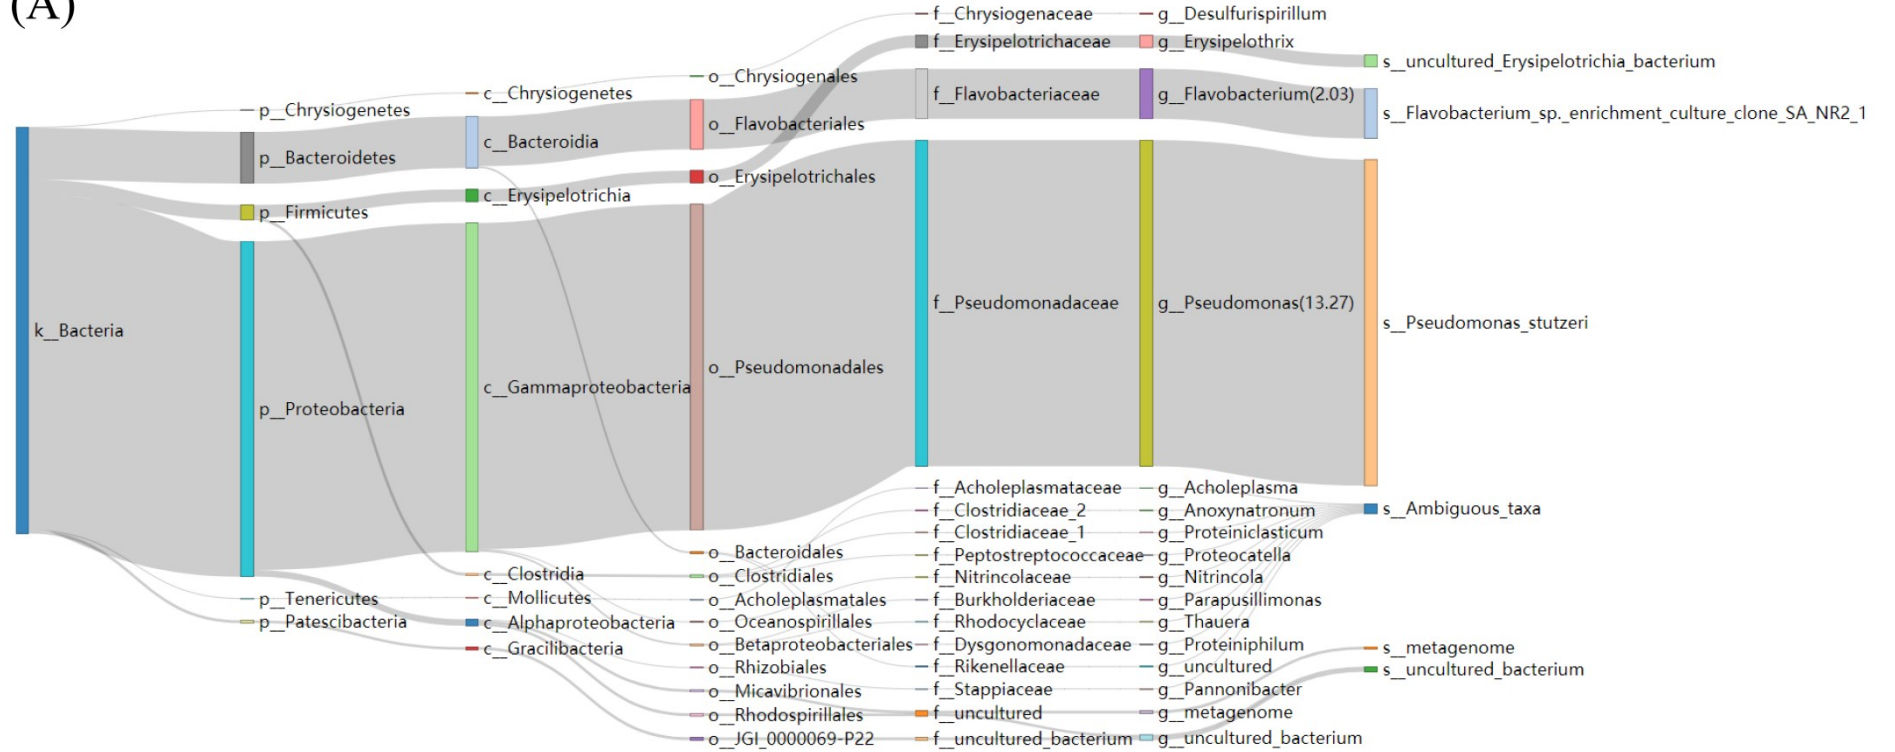 (A)
k__Bacteria
p__Chrysiogenetes
p__Bacteroidetes
p__Firmicutes
p__Proteobacteria
p__Tenericutes
p__Patescibacteria
c__Chrysiogenetes
c__Bacteroidia
c__Erysipelotrichia
c__Gammaproteobacteria
c__Clostridia
c__Mollicutes
c__Alphaproteobacteria
c__Gracilibacteria
o__Chrysiogenales
o__Flavobacteriales
o__Erysipelotrichales
o__Pseudomonadales
o__Bacteroidales
o__Clostridiales
o__Acholeplasmatales
o__Oceanospirillales
o__Betaproteobacteriales
o__Rhizobiales
o__Micavibrionales
o__Rhodospirillales
o__JGI_0000069-P22
f__Chrysiogenaceae
f__Erysipelotrichaceae
f__Flavobacteriaceae
f__Pseudomonadaceae
f__Acholeplasmataceae
f__Clostridiaceae_2
f__Clostridiaceae_1
f__Peptostreptococcaceae
f__Nitrincolaceae
f__Burkholderiaceae
f__Rhodocyclaceae
f__Dysgonomonadaceae
f__Rikenellaceae
f__Stappiaceae
f__uncultured
f__uncultured_bacterium
g__Desulfurispirillum
g__Erysipelothrix
g__Flavobacterium(2.03)
g__Pseudomonas(13.27)
g__Acholeplasma
g__Anoxynatronum
g__Proteiniclasticum
g__Proteocatella
g__Nitrincola
g__Parapusillimonas
g__Thauera
g__Proteiniphilum
g__uncultured
g__Pannonibacter
g__metagenome
g__uncultured_bacterium
s__uncultured_Erysipelotrichia_bacterium
s__Flavobacterium_sp._enrichment_culture_clone_SA_NR2_1
s__Pseudomonas_stutzeri
s__Ambiguous_taxa
s__metagenome
s__uncultured_bacterium